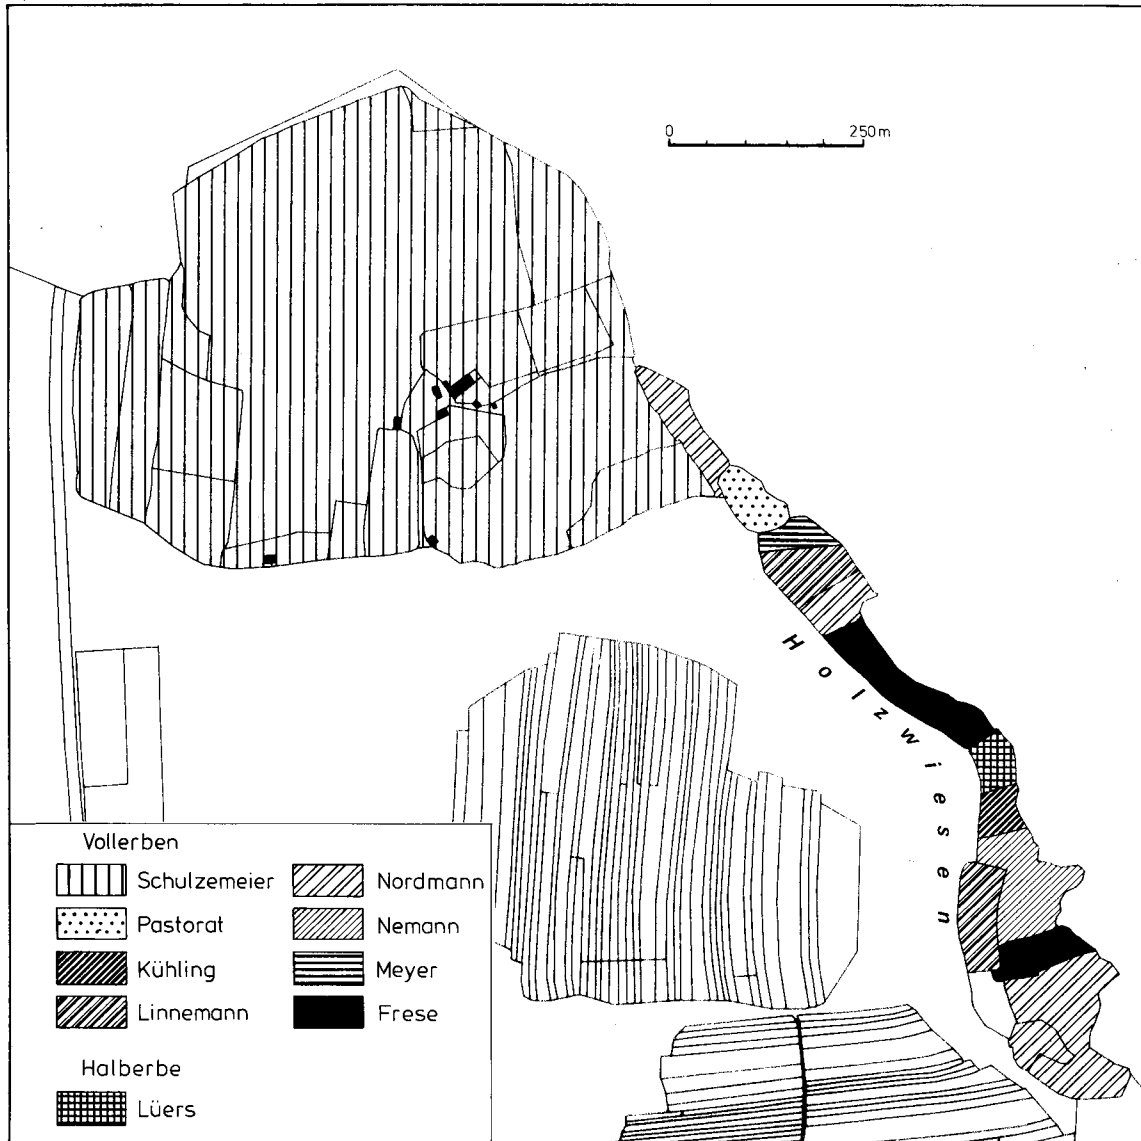 0 250m
Holzwiesen
Vollerben
Schulzemeier
Pastorat
Kühling
Linnemann
Nordmann
Nemann
Meyer
Frese
Halberbe
Lüers